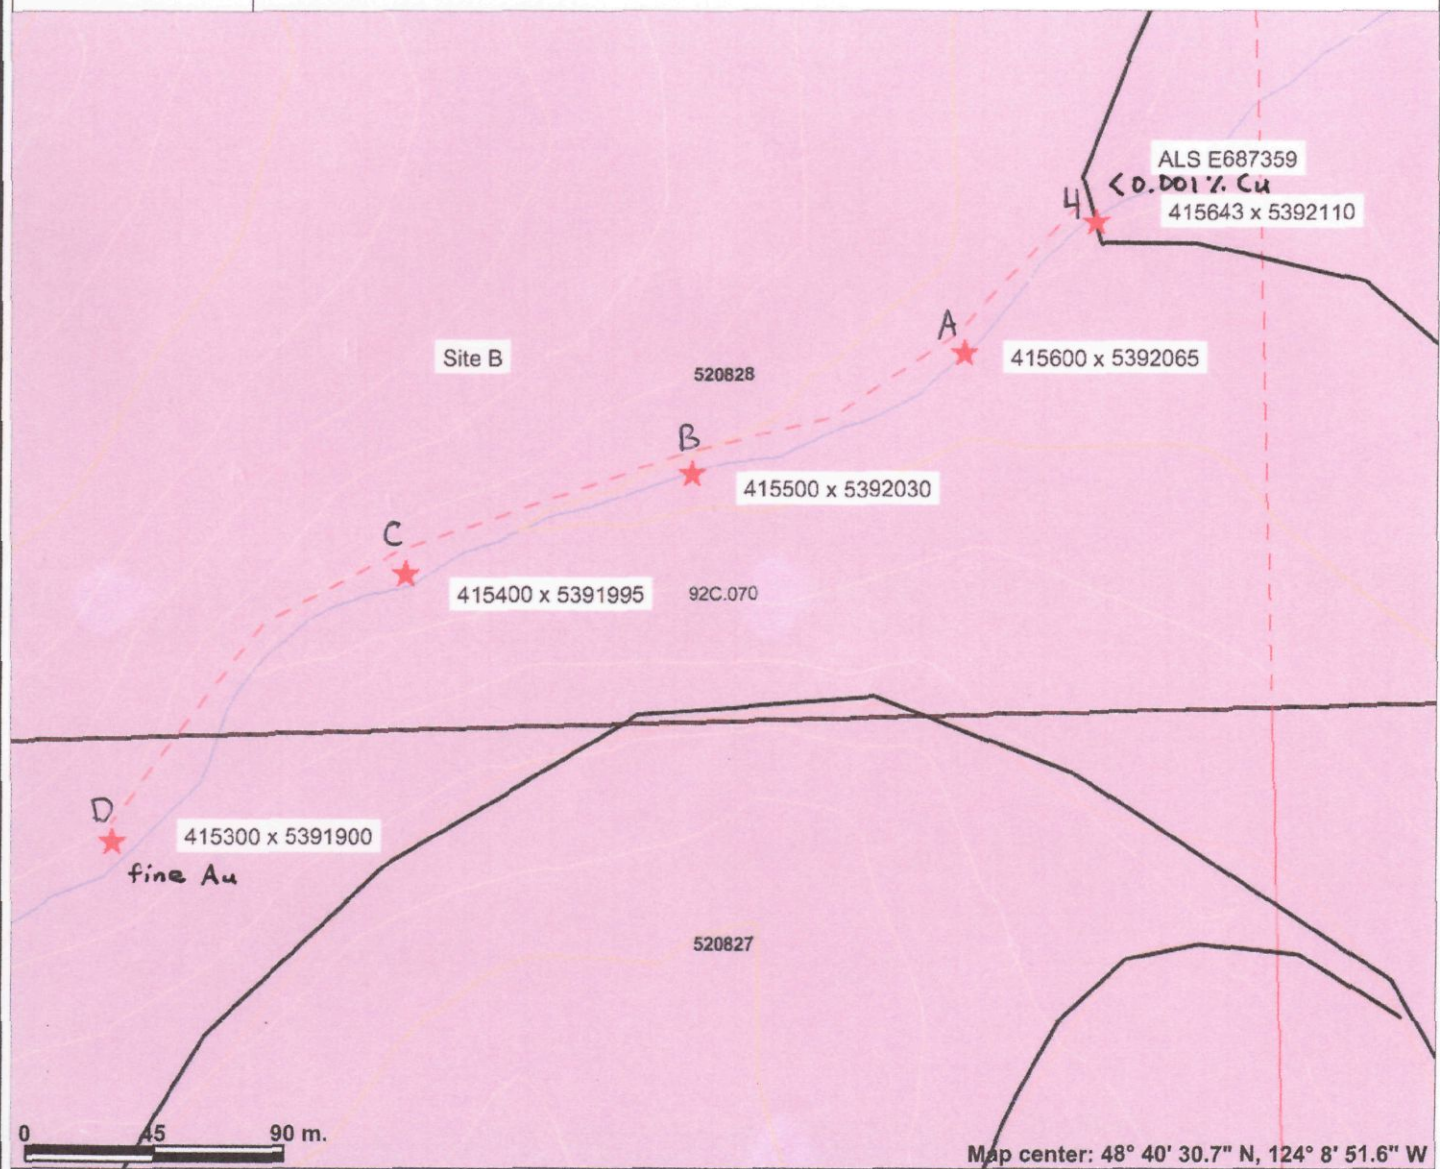 ALS E687359
<0.001% Cu
4
415643 x 5392110
A
Site B
415600 x 5392065
520828
B
415500 x 5392030
C
415400 x 5391995
92C.070
D
415300 x 5391900
fine Au
520827
0 45 90 m.
Map center: 48° 40' 30.7" N, 124° 8' 51.6" W